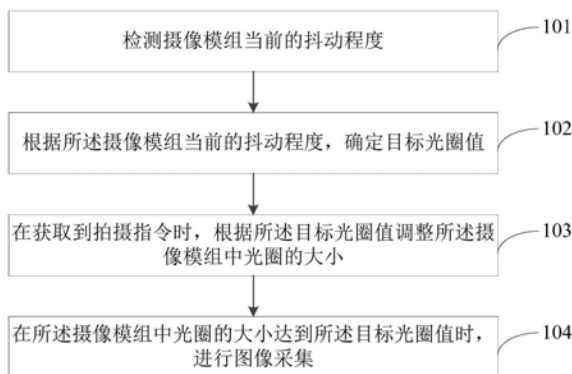 检测摄像模组当前的抖动程度
101
根据所述摄像模组当前的抖动程度，确定目标光圈值
102
在获取到拍摄指令时，根据所述目标光圈值调整所述摄
像模组中光圈的大小
103
在所述摄像模组中光圈的大小达到所述目标光圈值时，
进行图像采集
104